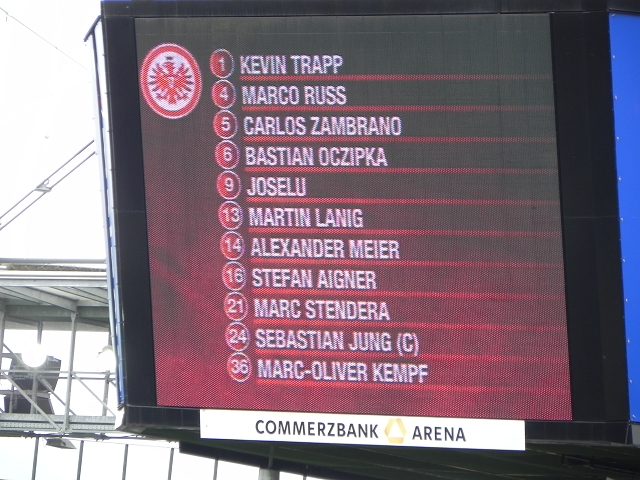 1 KEVIN TRAPP
4 MARCO RUSS
5 CARLOS ZAMBRANO
6 BASTIAN OCZIPKA
9 JOSELU
13 MARTIN LANIG
14 ALEXANDER MEIER
16 STEFAN AIGNER
21 MARC STENDERA
24 SEBASTIAN JUNG (C)
36 MARC-OLIVER KEMPF
COMMERZBANK ARENA